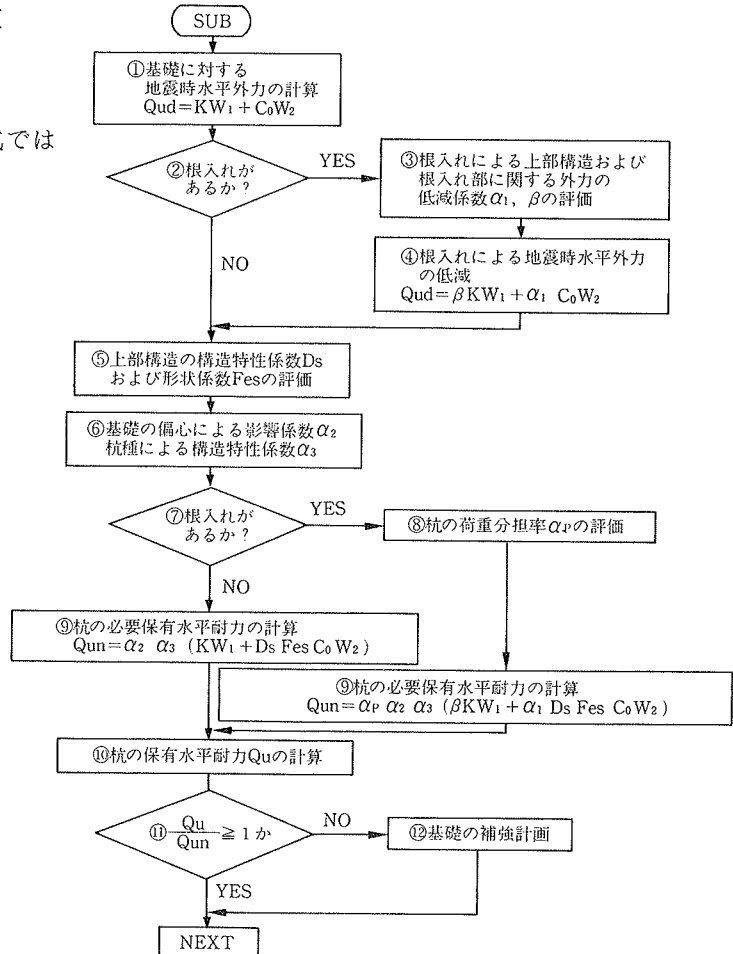 SUB
①基礎に対する
地震時水平外力の計算
Qud=KW₁+C₀W₂
では
②根入れが
あるか?
YES
③根入れによる上部構造および
根入れ部に関する外力の
低減係数α₁, βの評価
NO
④根入れによる地震時水平外力
の低減
Qud=βKW₁+α₁ C₀W₂
⑤上部構造の構造特性係数Ds
および形状係数Fesの評価
⑥基礎の偏心による影響係数α₂
杭種による構造特性係数α₃
⑦根入れが
あるか?
YES
⑧杭の荷重分担率αPの評価
NO
⑨杭の必要保有水平耐力の計算
Qun=α₂ α₃ (KW₁+Ds Fes C₀ W₂)
⑨杭の必要保有水平耐力の計算
Qun=αP α₂ α₃ (βKW₁+α₁ Ds Fes C₀W₂)
⑩杭の保有水平耐力Quの計算
⑪ Qu/Qun ≧ 1か
NO
⑫基礎の補強計画
YES
NEXT